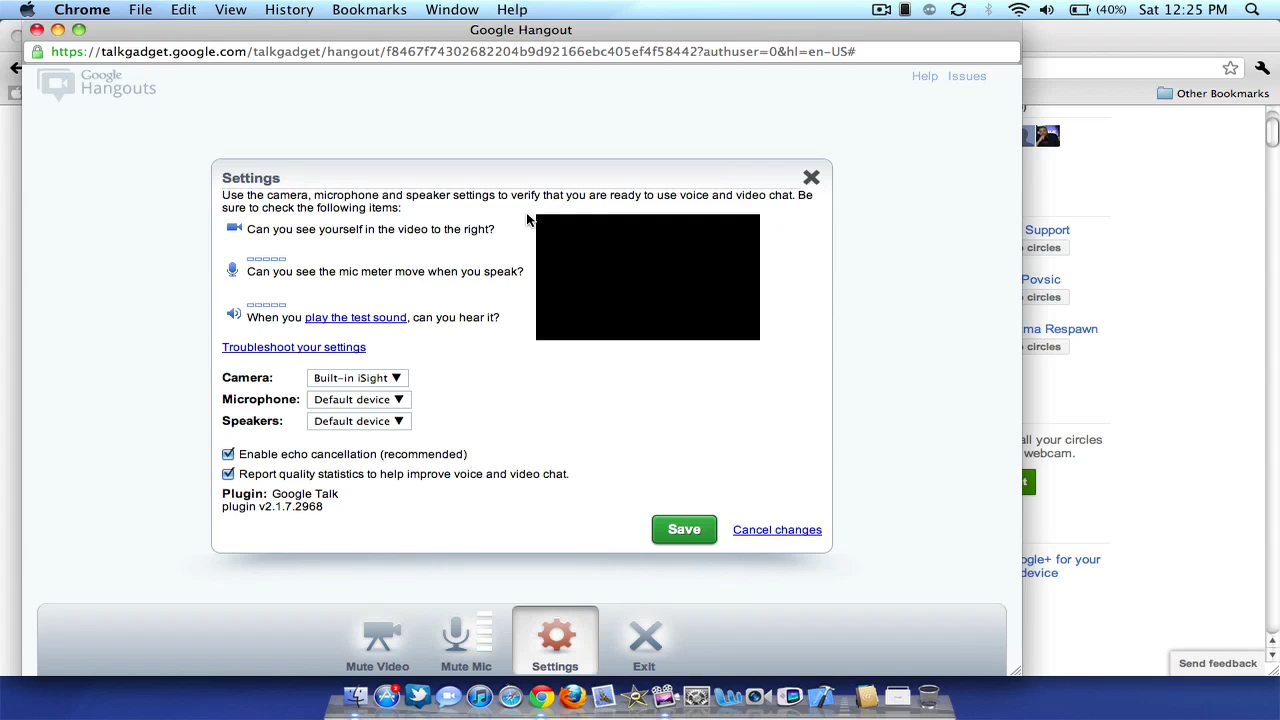 Chrome File Edit View History Bookmarks Window Help (40%) Sat 12:25 PM
Google Hangout
https://talkgadget.google.com/talkgadget/hangout/f8467f74302682204b9d92166ebc405ef4f58442?authuser=0&hl=en-US#
Other Bookmarks
Google
Hangouts
Help Issues
Settings
Use the camera, microphone and speaker settings to verify that you are ready to use voice and video chat. Be
sure to check the following items:
Can you see yourself in the video to the right?
Can you see the mic meter move when you speak?
When you play the test sound, can you hear it?
Troubleshoot your settings
Camera: Built-in iSight ▼
Microphone: Default device ▼
Speakers: Default device ▼
Enable echo cancellation (recommended)
Report quality statistics to help improve voice and video chat.
Plugin: Google Talk
plugin v2.1.7.2968
Save Cancel changes
Mute Video Mute Mic Settings Exit
Support
circles
Povsic
circles
ma Respawn
circles
all your circles
webcam.
t
ogle+ for your
device
Send feedback